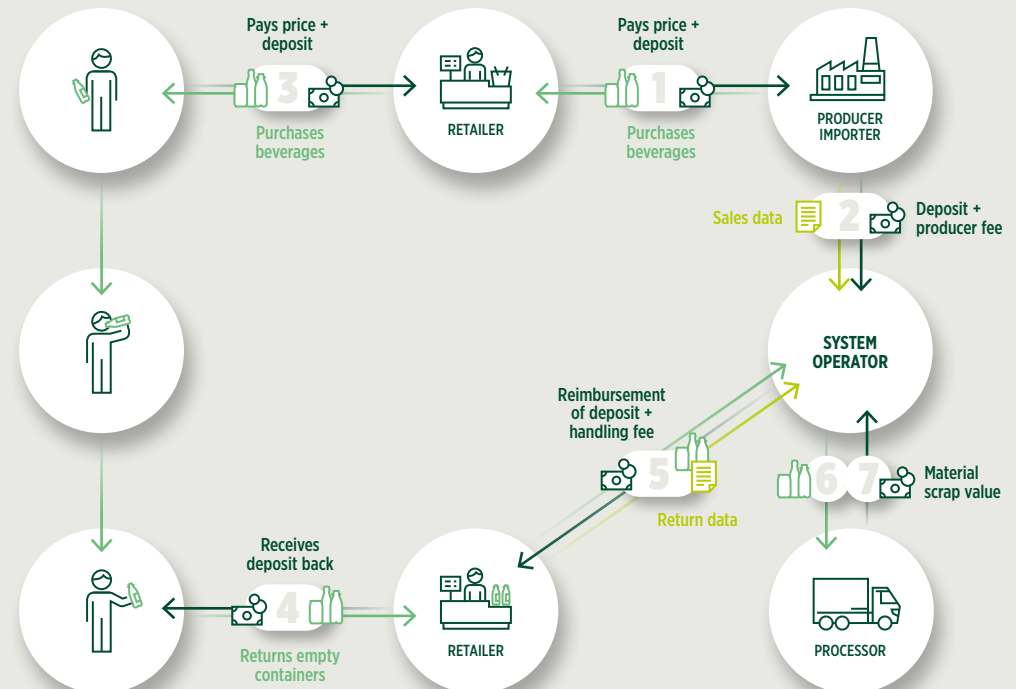 Pays price +
deposit
3
Purchases
beverages
RETAILER
Pays price +
deposit
1
Purchases
beverages
PRODUCER
IMPORTER
Sales data
2
Deposit +
producer fee
SYSTEM
OPERATOR
Reimbursement
of deposit +
handling fee
5
Return data
6
7
Material
scrap value
Receives
deposit back
4
Returns empty
containers
RETAILER
PROCESSOR